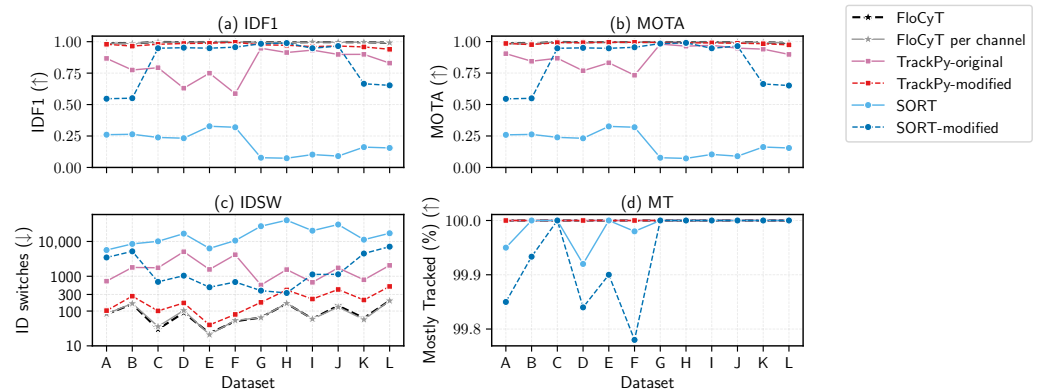 (a) IDF1
IDF1 (↑)
1.00
0.75
0.50
0.25
0.00
(b) MOTA
MOTA (↑)
1.00
0.75
0.50
0.25
0.00
FloCyT
FloCyT per channel
TrackPy-original
TrackPy-modified
SORT
SORT-modified
(c) IDSW
ID switches (↓)
10,000
1000
300
100
10
A B C D E F G H I J K L
Dataset
(d) MT
Mostly Tracked (%) (↑)
100.0
99.9
99.8
A B C D E F G H I J K L
Dataset